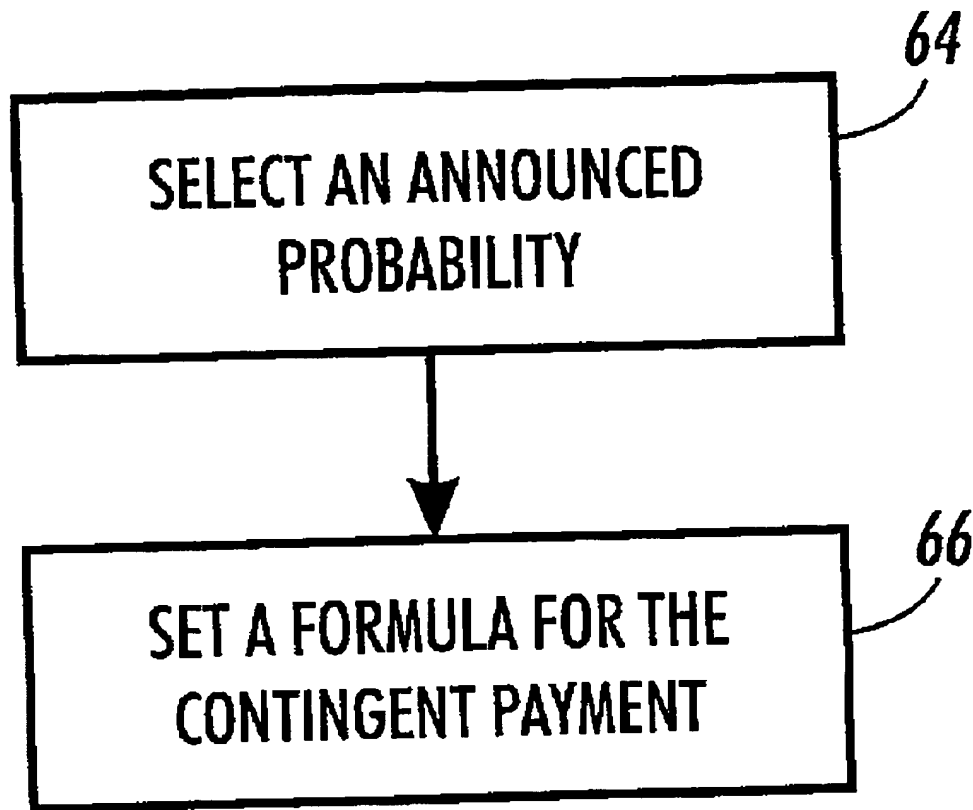 64
SELECT AN ANNOUNCED
PROBABILITY
66
SET A FORMULA FOR THE
CONTINGENT PAYMENT